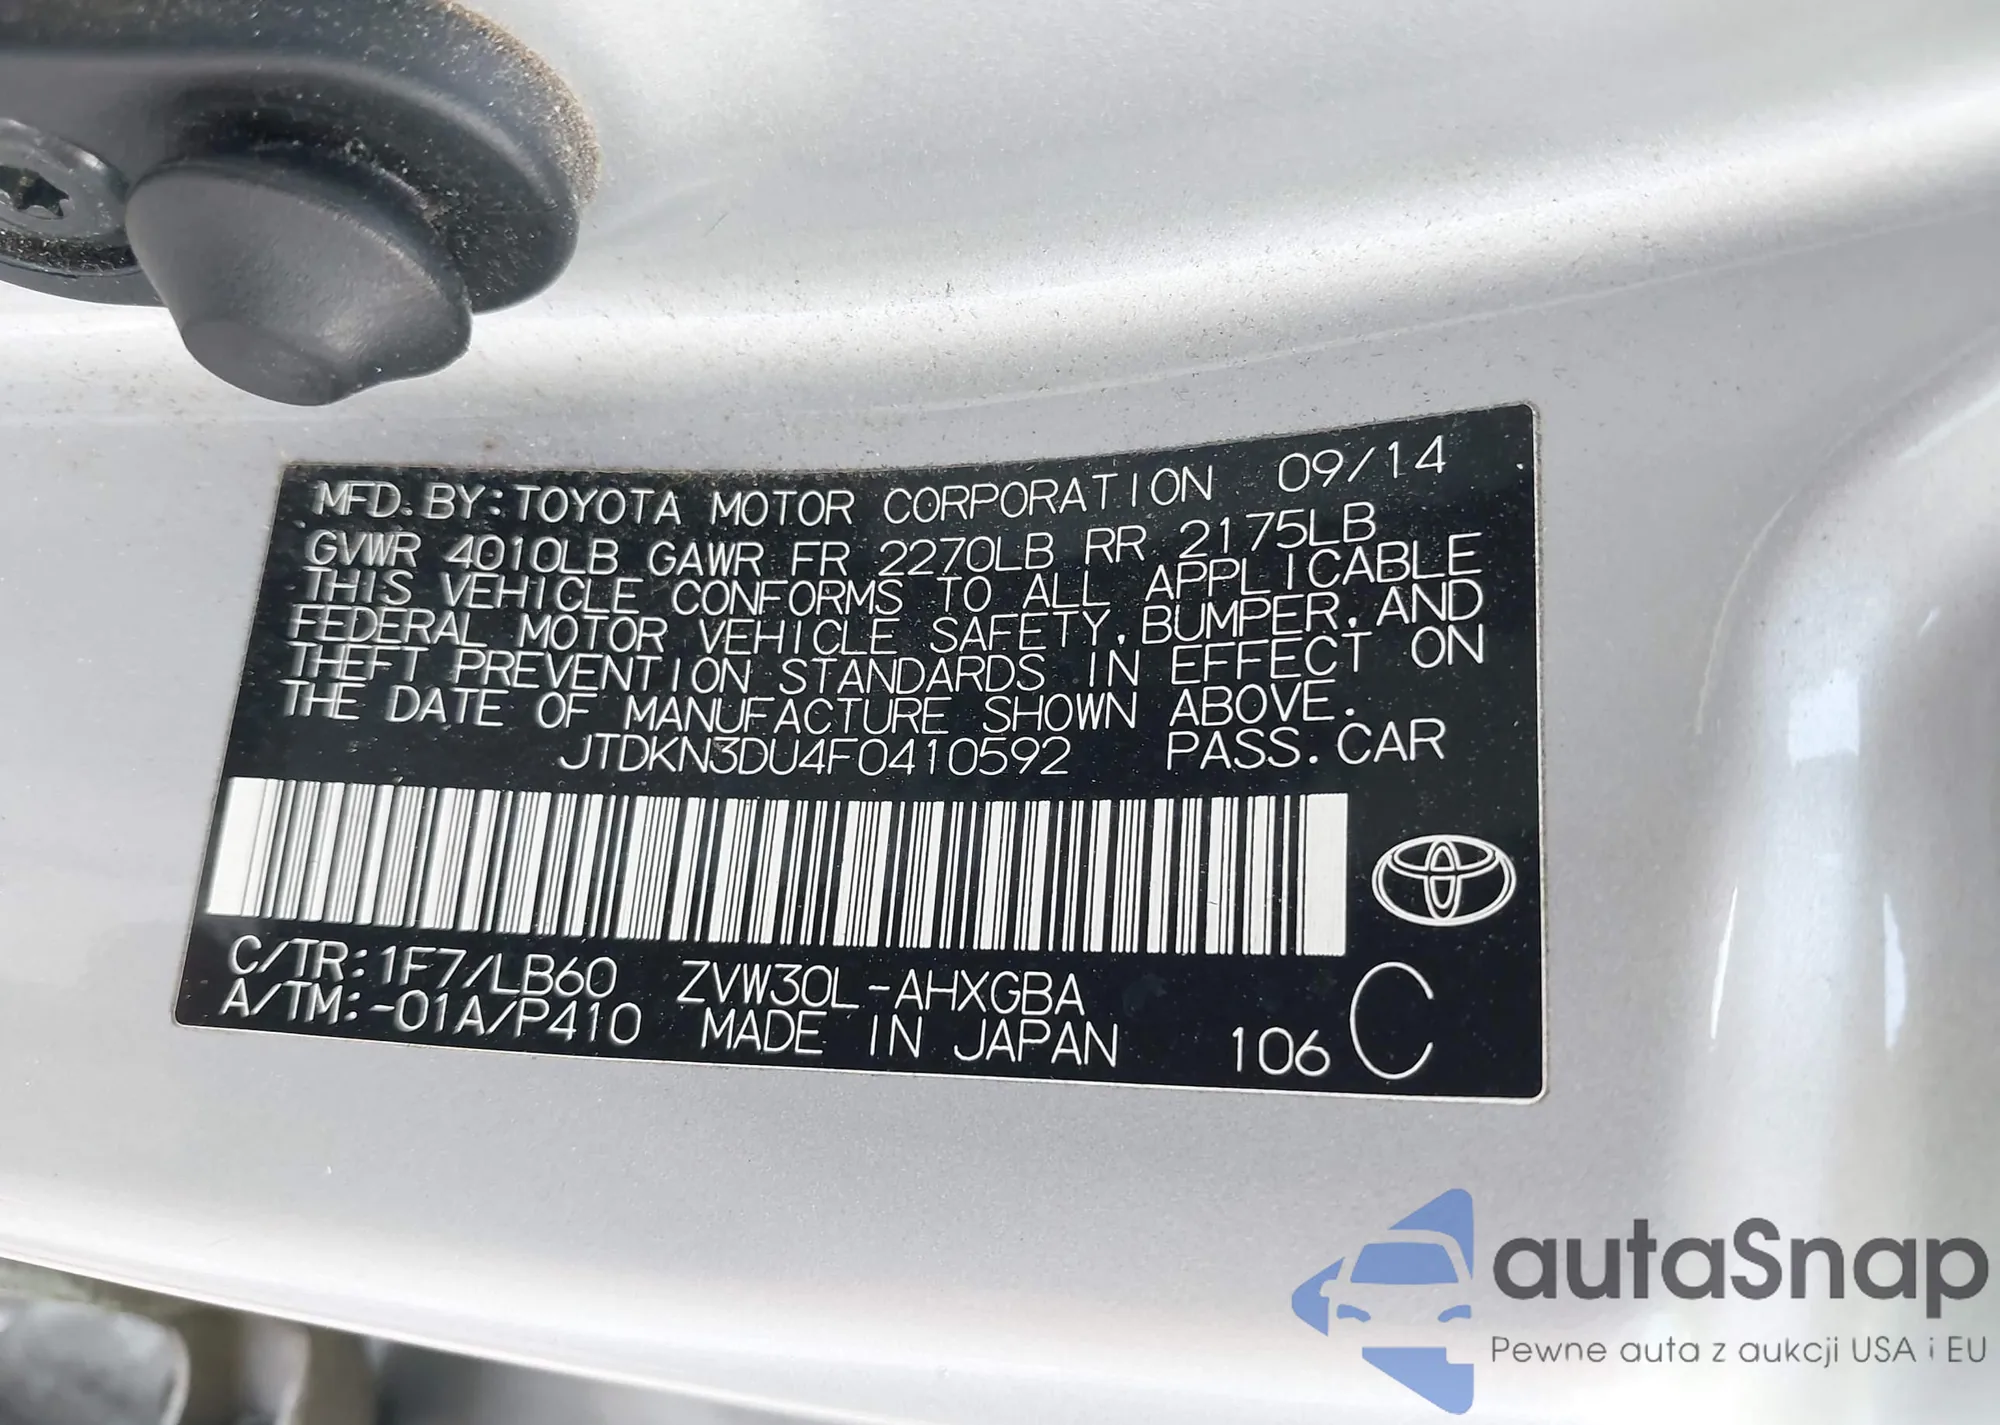 MFD. BY: TOYOTA MOTOR CORPORATION 09/14
GVWR 4010LB GAWR FR 2270LB RR 2175LB
THIS VEHICLE CONFORMS TO ALL APPLICABLE
FEDERAL MOTOR VEHICLE SAFETY, BUMPER, AND
THEFT PREVENTION STANDARDS IN EFFECT ON
THE DATE OF MANUFACTURE SHOWN ABOVE.
JTDKN3DU4F0410592 PASS. CAR
C/TR: 1F7/LB60 ZVW30L-AHXGBA
A/TM: -01A/P410 MADE IN JAPAN 106 C
autaSnap
Pewne auta z aukcji USA i EU